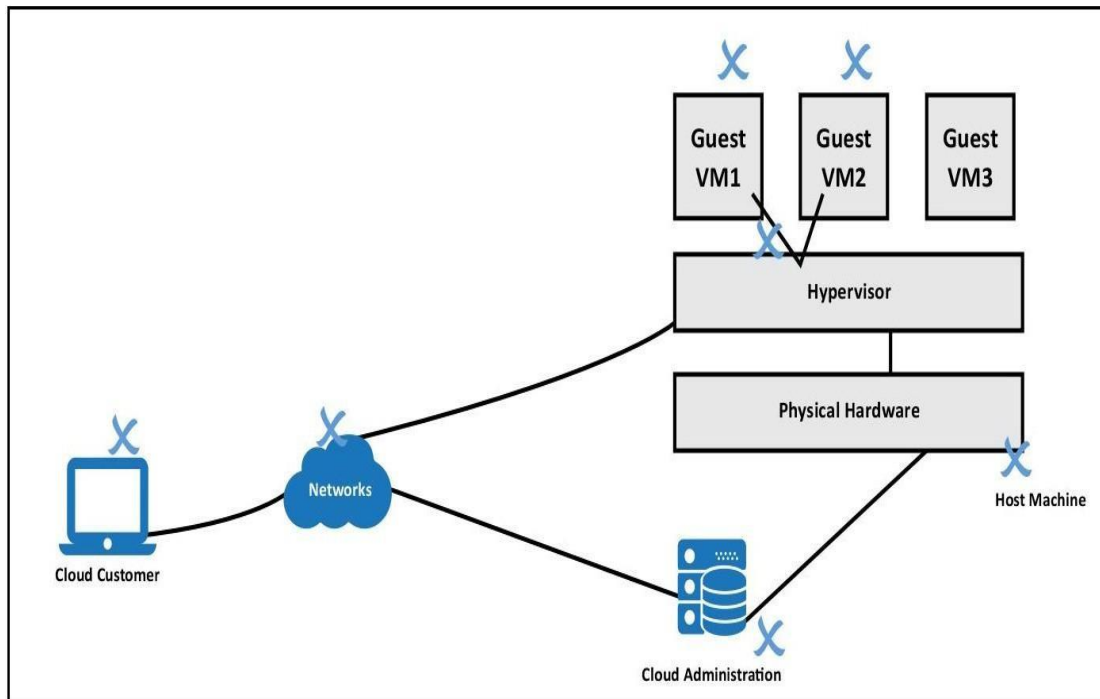 Guest
VM1
Guest
VM2
Guest
VM3
Hypervisor
Physical Hardware
Host Machine
Networks
Cloud Customer
Cloud Administration